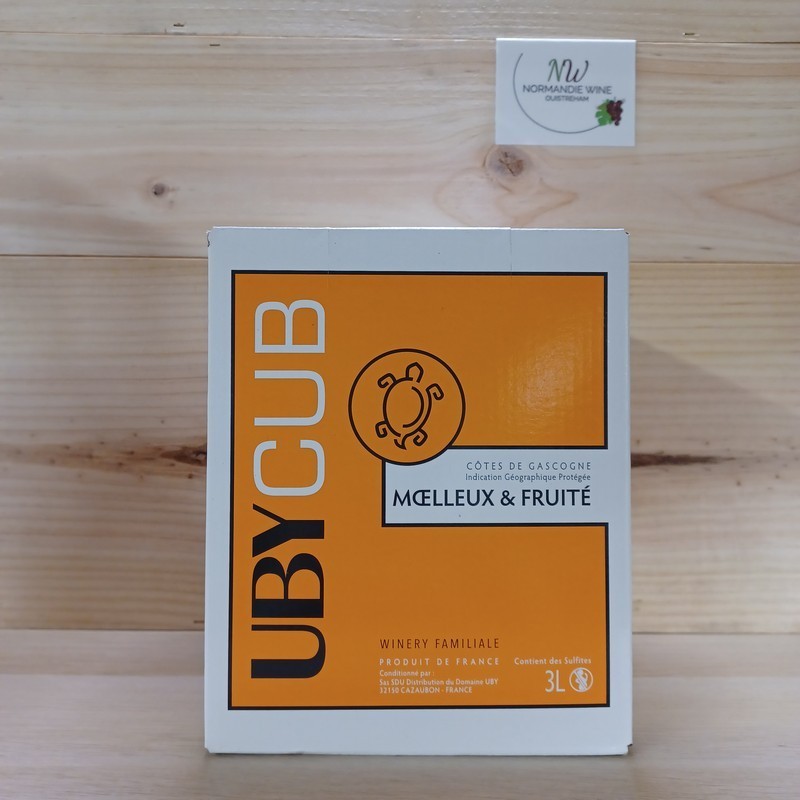 NW
NORMANDIE WINE
OUISTREHAM
UBYCUB
CÔTES DE GASCOGNE
Indication Géographique Protégée
MŒLLEUX & FRUITÉ
WINERY FAMILIALE
PRODUIT DE FRANCE
Contient des Sulfites
Conditionné par :
Sas SDU Distribution du Domaine UBY
32150 CAZAUBON - FRANCE
3L